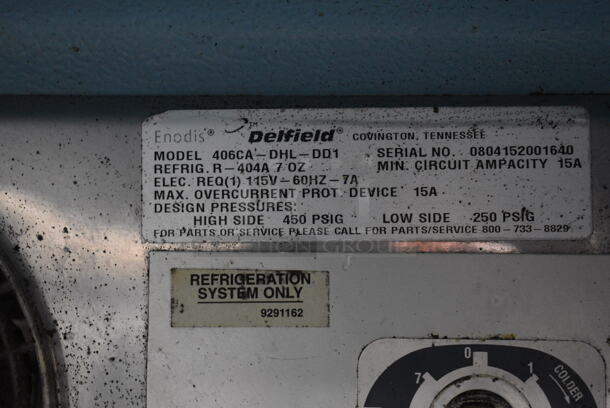 Enodis® Delfield® COVINGTON, TENNESSEE
MODEL 406CA-DHL-DD1 SERIAL NO. 0804152001640
REFRIG. R-404A 7 OZ MIN. CIRCUIT AMPACITY 15A
ELEC. REQ(1) 115V-60HZ-7A
MAX. OVERCURRENT PROT. DEVICE 15A
DESIGN PRESSURES:
HIGH SIDE 450 PSIG LOW SIDE 250 PSIG
FOR PARTS OR SERVICE PLEASE CALL FOR PARTS/SERVICE 800-733-8829
REFRIGERATION
SYSTEM ONLY
9291162
7 0 1
COLDER